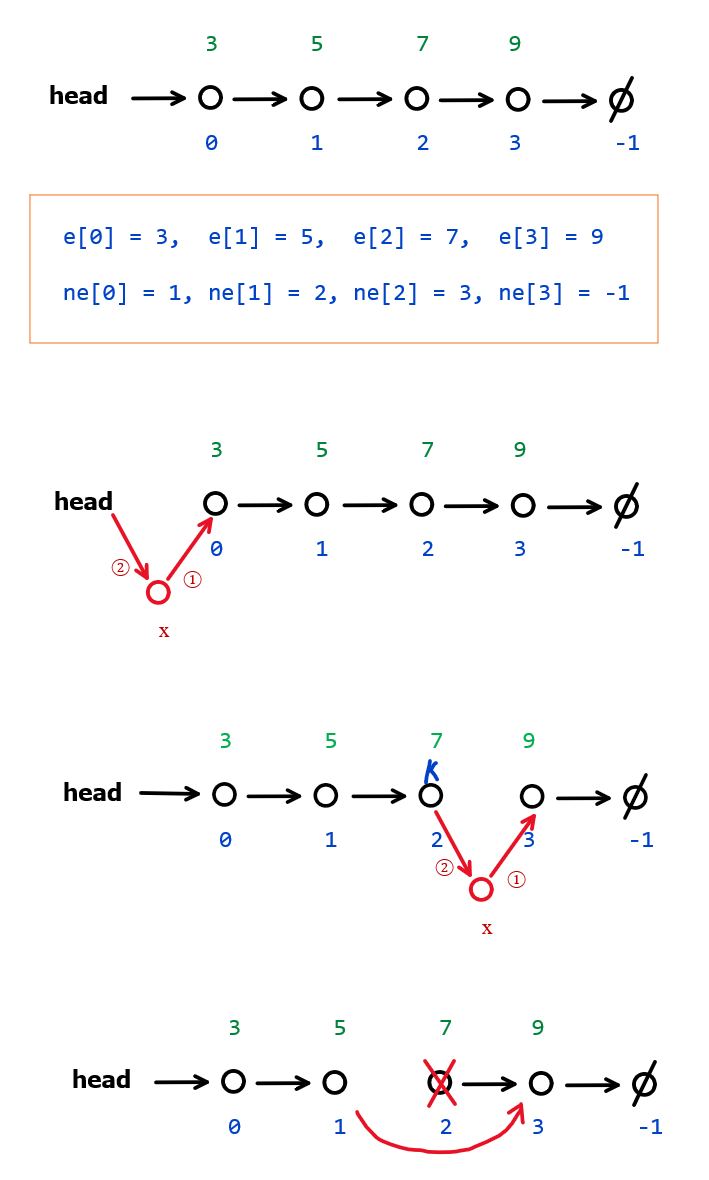 3 5 7 9
head
0 1 2 3 -1
e[0] = 3, e[1] = 5, e[2] = 7, e[3] = 9
ne[0] = 1, ne[1] = 2, ne[2] = 3, ne[3] = -1
3 5 7 9
head
0 1 2 3 -1
② ①
x
3 5 7 9
K
head
0 1 2 3 -1
② ①
x
3 5 7 9
head
0 1 2 3 -1